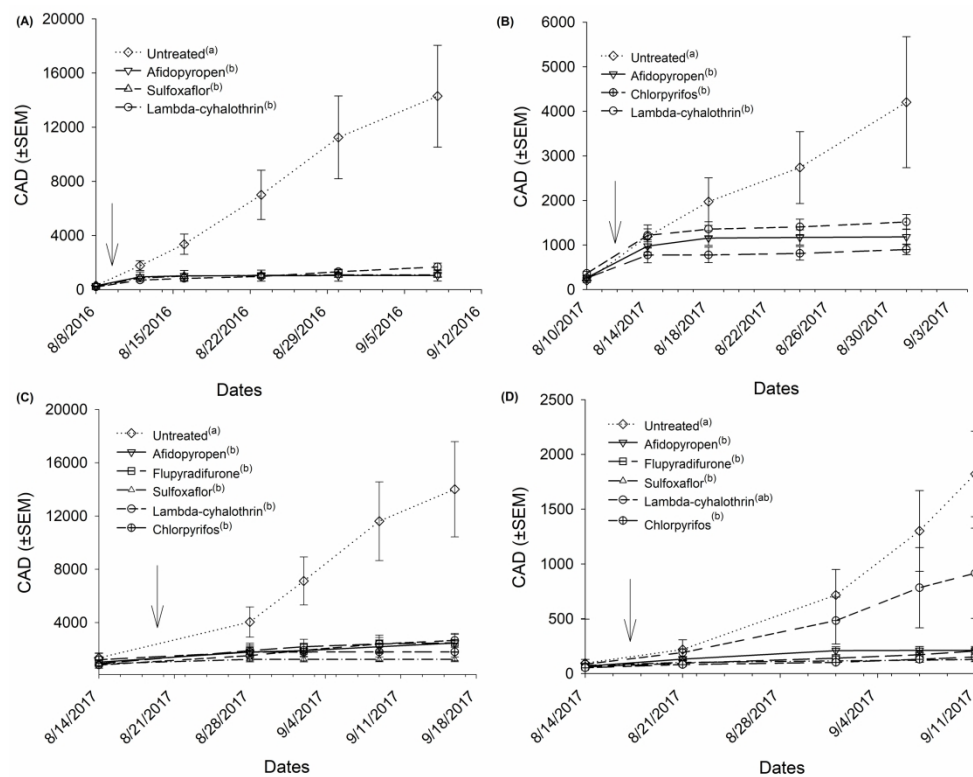 (A)
20000
16000
12000
8000
4000
0
CAD (±SEM)
Untreated(a)
Afidopyropen(b)
Sulfoxaflor(b)
Lambda-cyhalothrin(b)
8/8/2016
8/15/2016
8/22/2016
8/29/2016
9/5/2016
9/12/2016
Dates
(B)
6000
5000
4000
3000
2000
1000
0
CAD (±SEM)
Untreated(a)
Afidopyropen(b)
Chlorpyrifos(b)
Lambda-cyhalothrin(b)
8/10/2017
8/14/2017
8/18/2017
8/22/2017
8/26/2017
8/30/2017
9/3/2017
Dates
(C)
20000
16000
12000
8000
4000
CAD (±SEM)
Untreated(a)
Afidopyropen(b)
Flupyradifurone(b)
Sulfoxaflor(b)
Lambda-cyhalothrin(b)
Chlorpyrifos(b)
8/14/2017
8/21/2017
8/28/2017
9/4/2017
9/11/2017
9/18/2017
Dates
(D)
2500
2000
1500
1000
500
0
CAD (±SEM)
Untreated(a)
Afidopyropen(b)
Flupyradifurone(b)
Sulfoxaflor(b)
Lambda-cyhalothrin(ab)
Chlorpyrifos(b)
8/14/2017
8/21/2017
8/28/2017
9/4/2017
9/11/2017
Dates